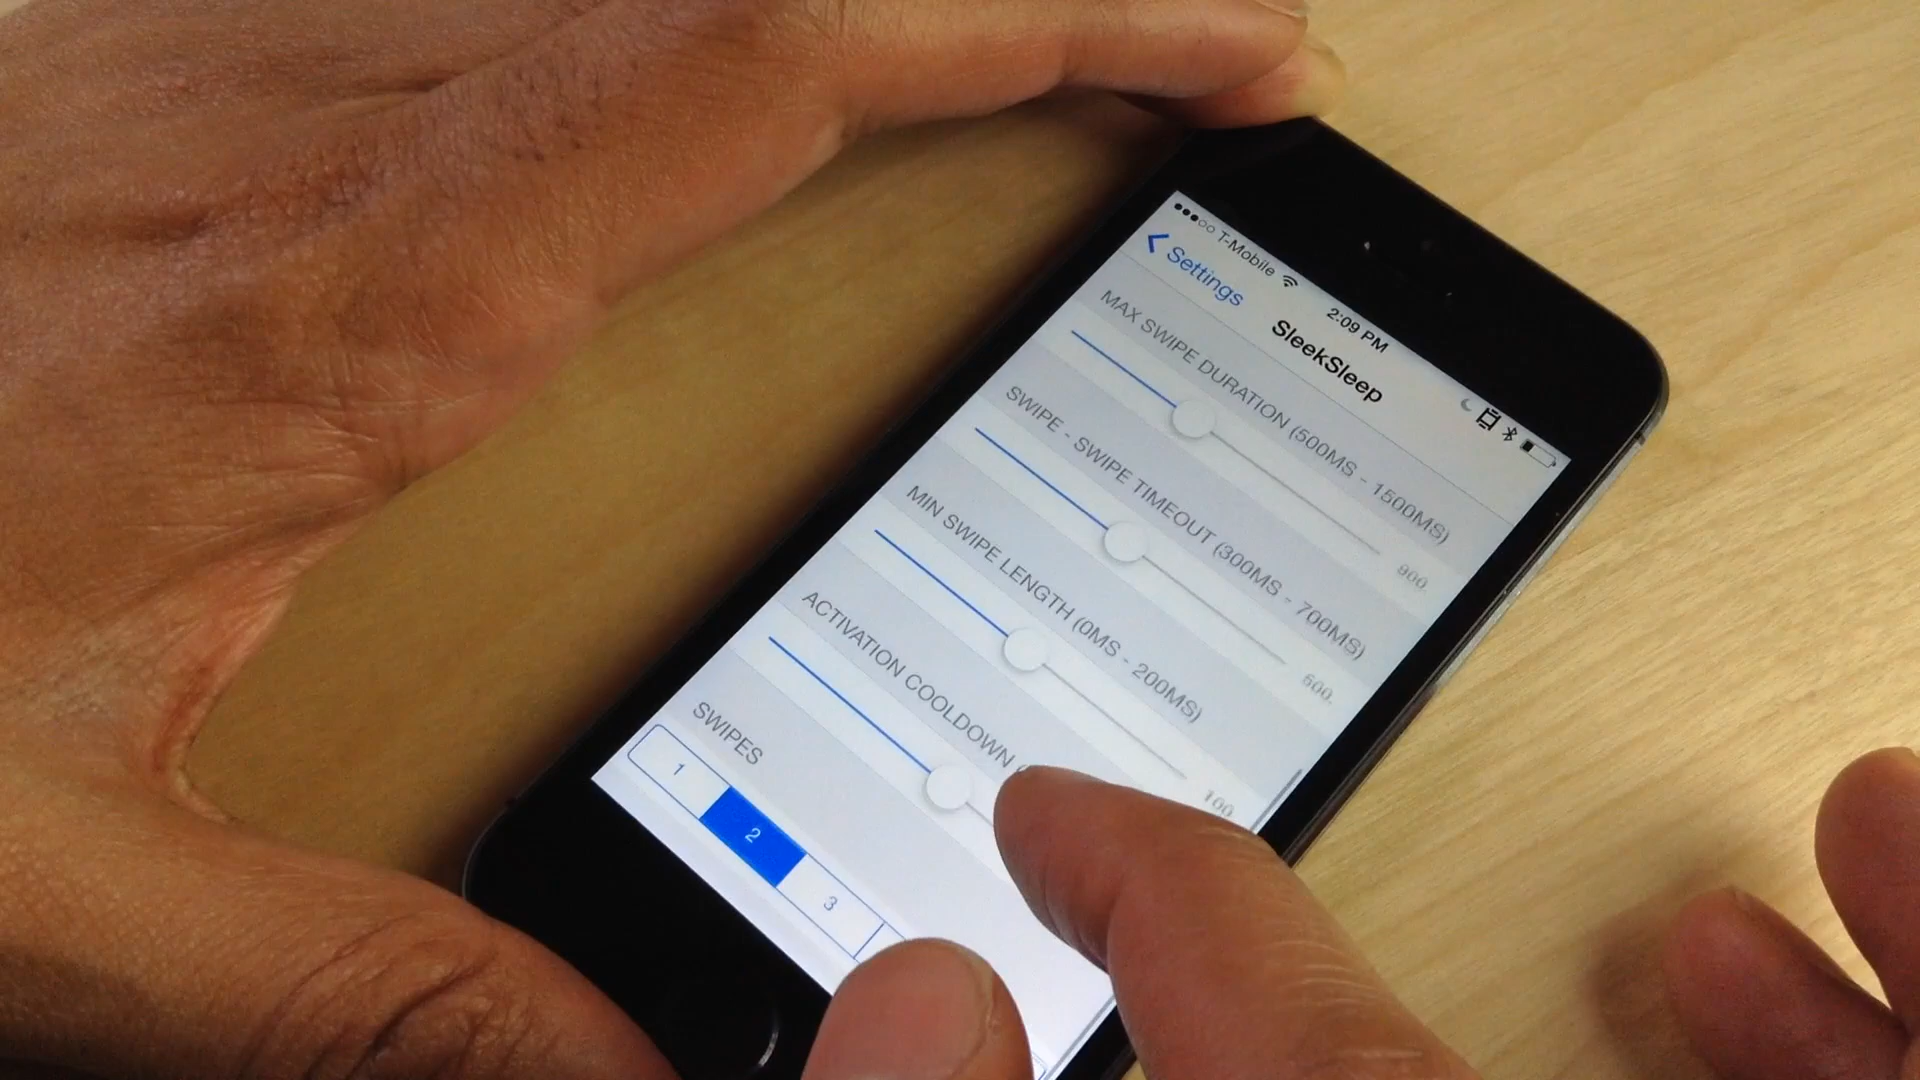 T-Mobile 2:09 PM
Settings
SleekSleep
MAX SWIPE DURATION (500MS - 1500MS)
900.
SWIPE - SWIPE TIMEOUT (300MS - 700MS)
500.
MIN SWIPE LENGTH (0MS - 200MS)
100.
ACTIVATION COOLDOWN
SWIPES
1
2
3